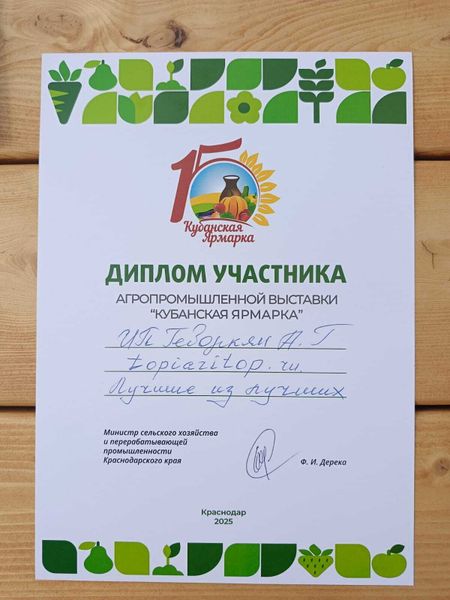 15
Кубанская
Ярмарка
ДИПЛОМ УЧАСТНИКА
АГРОПРОМЫШЛЕННОЙ ВЫСТАВКИ
“КУБАНСКАЯ ЯРМАРКА”
ИП Геворкян А. Г
topiaritop.ru.
Лучшие из лучших
Министр сельского хозяйства
и перерабатывающей
промышленности
Краснодарского края
Ф. И. Дерека
Краснодар
2025